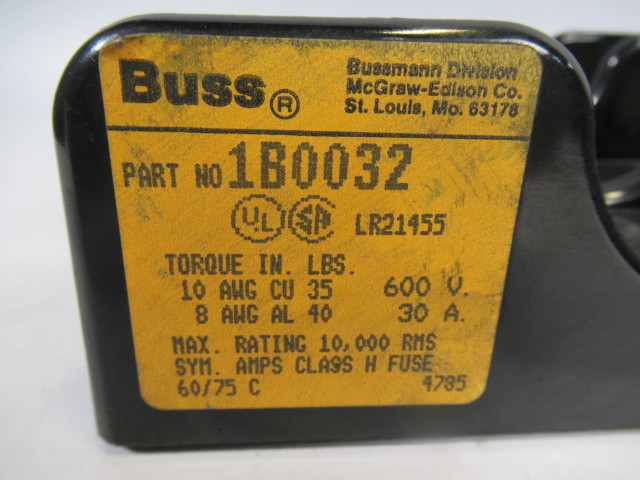 Buss®
Bussmann Division
McGraw-Edison Co.
St. Louis, Mo. 63178
PART NO 1B0032
UL SA LR21455
TORQUE IN. LBS.
10 AWG CU 35 600 V.
8 AWG AL 40 30 A.
MAX. RATING 10,000 RMS
SYM. AMPS CLASS H FUSE
60/75 C 4785